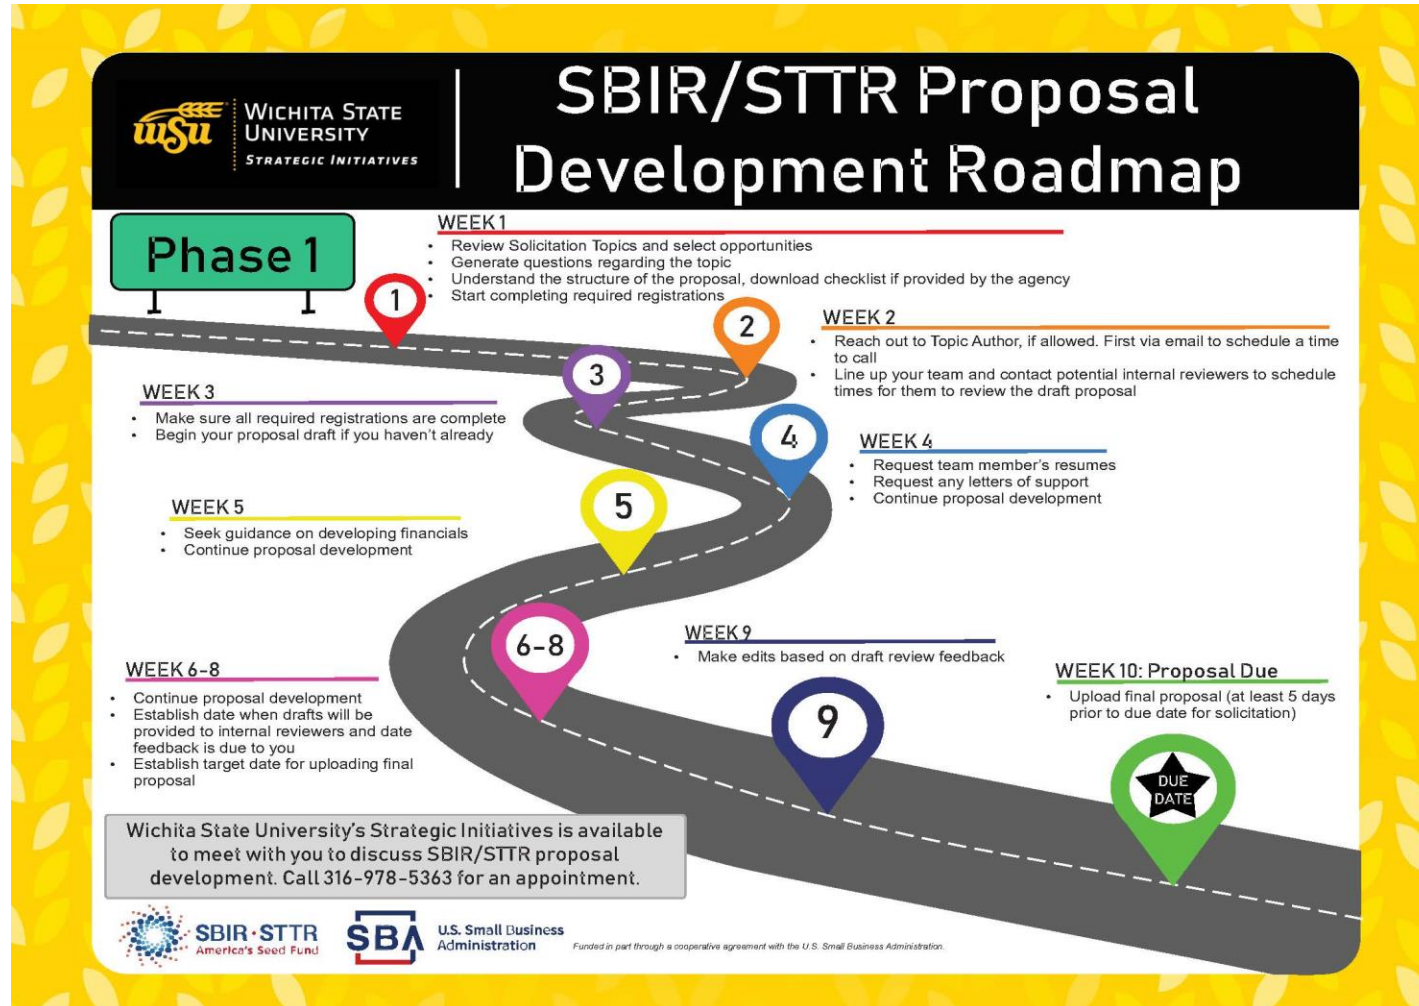 WSU
WICHITA STATE
UNIVERSITY
STRATEGIC INITIATIVES
SBIR/STTR Proposal
Development Roadmap
Phase 1
WEEK 1
• Review Solicitation Topics and select opportunities
• Generate questions regarding the topic
• Understand the structure of the proposal, download checklist if provided by the agency
• Start completing required registrations
1
2
WEEK 2
• Reach out to Topic Author, if allowed. First via email to schedule a time
to call
• Line up your team and contact potential internal reviewers to schedule
times for them to review the draft proposal
3
WEEK 3
• Make sure all required registrations are complete
• Begin your proposal draft if you haven't already
4
WEEK 4
• Request team member's resumes
• Request any letters of support
• Continue proposal development
5
WEEK 5
• Seek guidance on developing financials
• Continue proposal development
6-8
WEEK 6-8
• Continue proposal development
• Establish date when drafts will be
provided to internal reviewers and date
feedback is due to you
• Establish target date for uploading final
proposal
WEEK 9
• Make edits based on draft review feedback
9
WEEK 10: Proposal Due
• Upload final proposal (at least 5 days
prior to due date for solicitation)
DUE
DATE
Wichita State University's Strategic Initiatives is available
to meet with you to discuss SBIR/STTR proposal
development. Call 316-978-5363 for an appointment.
SBIR·STTR
America's Seed Fund
SBA
U.S. Small Business
Administration
Funded in part through a cooperative agreement with the U.S. Small Business Administration.